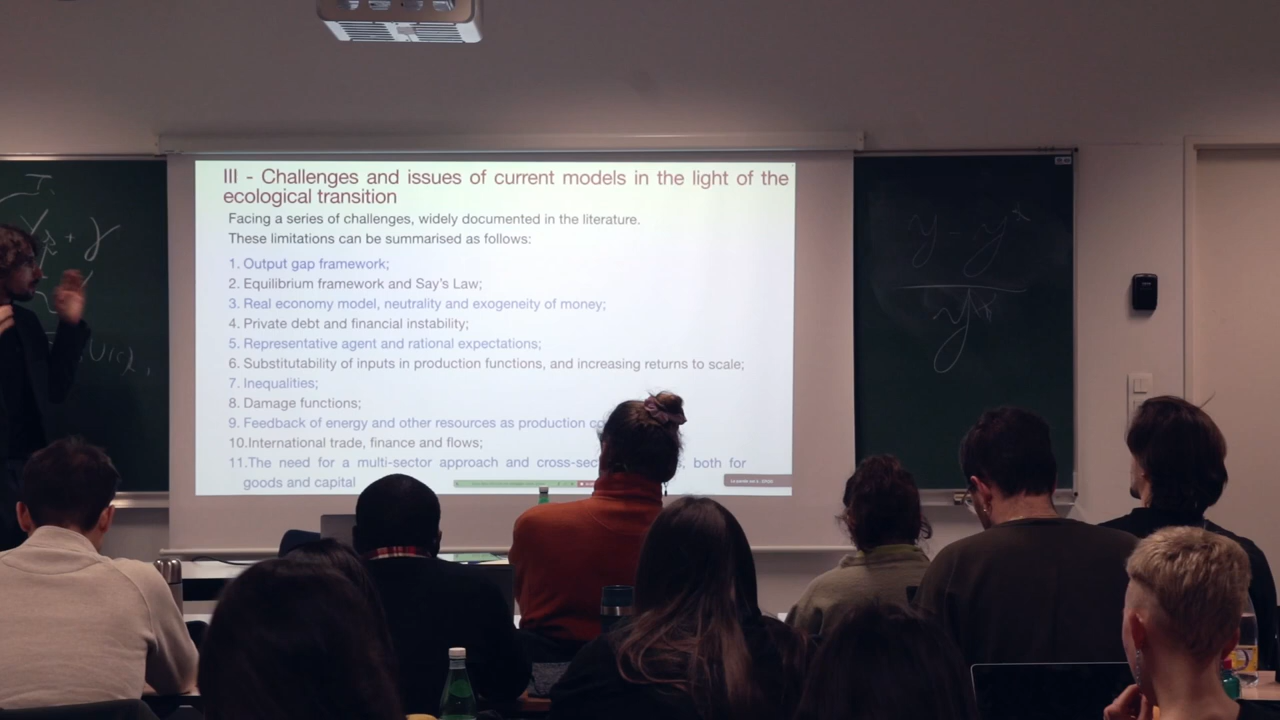 III - Challenges and issues of current models in the light of the
ecological transition
Facing a series of challenges, widely documented in the literature.
These limitations can be summarised as follows:
1. Output gap framework;
2. Equilibrium framework and Say's Law;
3. Real economy model, neutrality and exogeneity of money;
4. Private debt and financial instability;
5. Representative agent and rational expectations;
6. Substitutability of inputs in production functions, and increasing returns to scale;
7. Inequalities;
8. Damage functions;
9. Feedback of energy and other resources as production
10.International trade, finance and flows;
11.The need for a multi-sector approach and both for
goods and capital
y - y*
y*